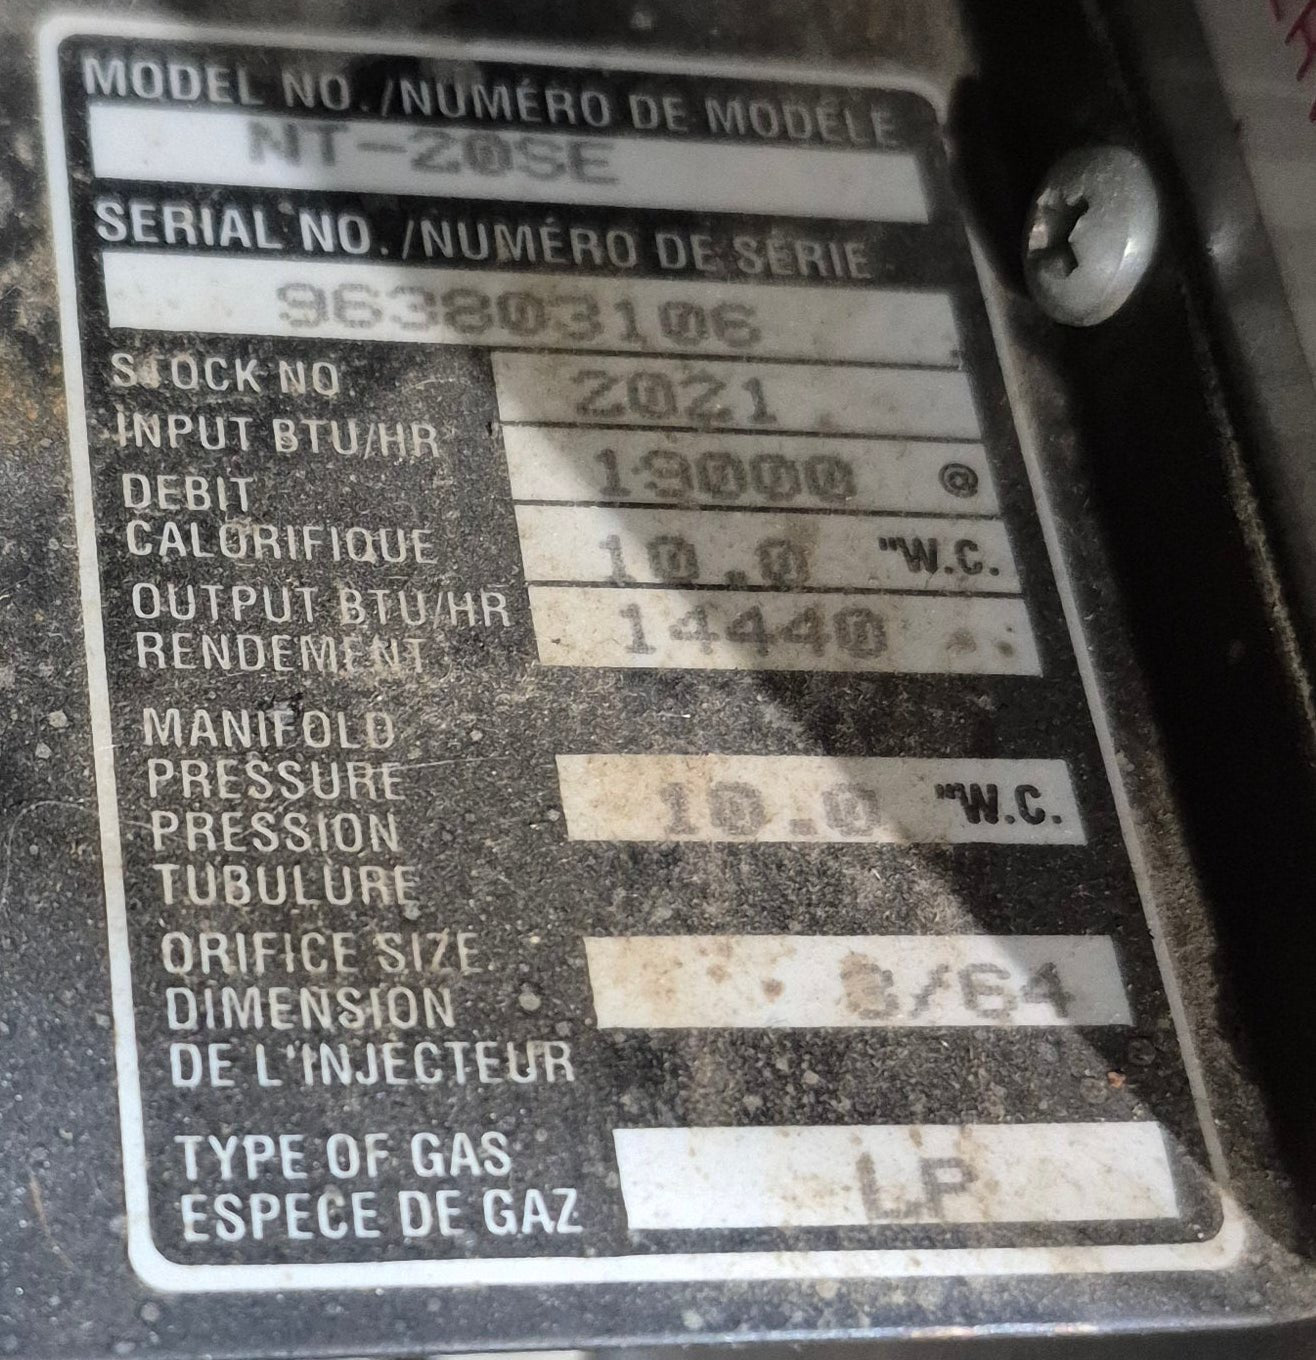 MODEL NO./NUMÉRO DE MODÉLE
NT-20SE
SERIAL NO./NUMÉRO DE SÉRIE
963803106
STOCK NO 2021
INPUT BTU/HR 19000 @
DEBIT
CALORIFIQUE 10.0 "W.C.
OUTPUT BTU/HR 14440
RENDEMENT
MANIFOLD
PRESSURE 10.0 "W.C.
PRESSION
TUBULURE
ORIFICE SIZE 3/64
DIMENSION
DE L'INJECTEUR
TYPE OF GAS LP
ESPECE DE GAZ